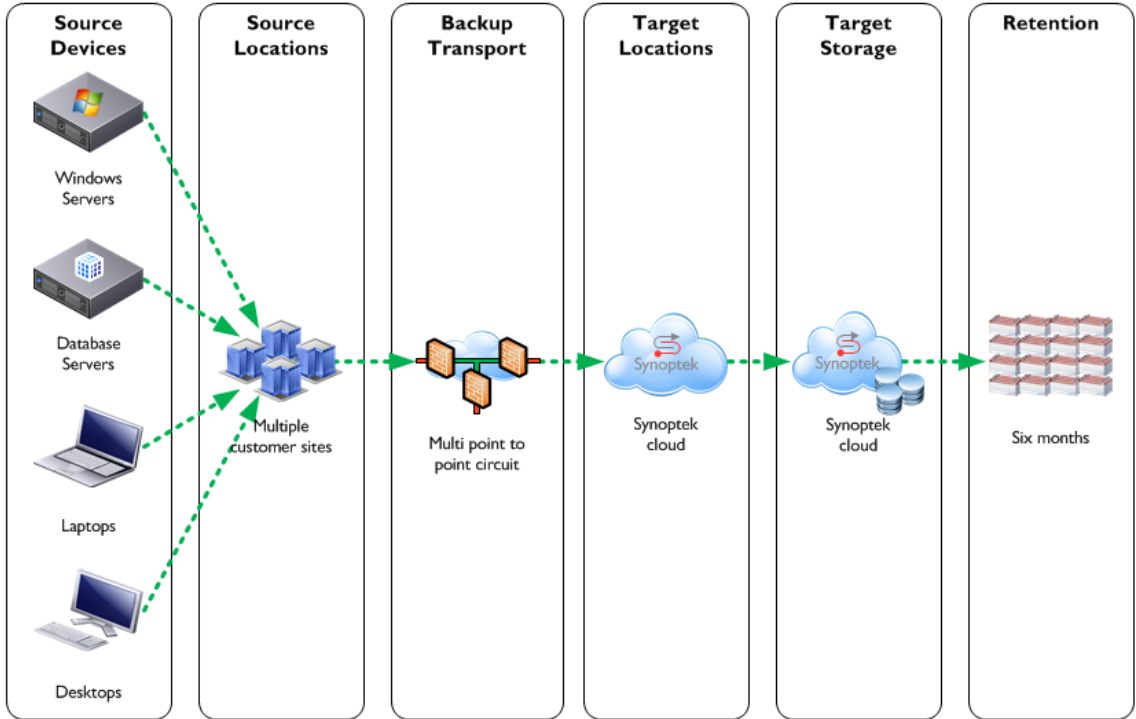 Source
Devices
Source
Locations
Backup
Transport
Target
Locations
Target
Storage
Retention
Windows
Servers
Database
Servers
Laptops
Desktops
Multiple
customer sites
Multi point to
point circuit
Synoptek
Synoptek
cloud
Synoptek
Synoptek
cloud
Six months